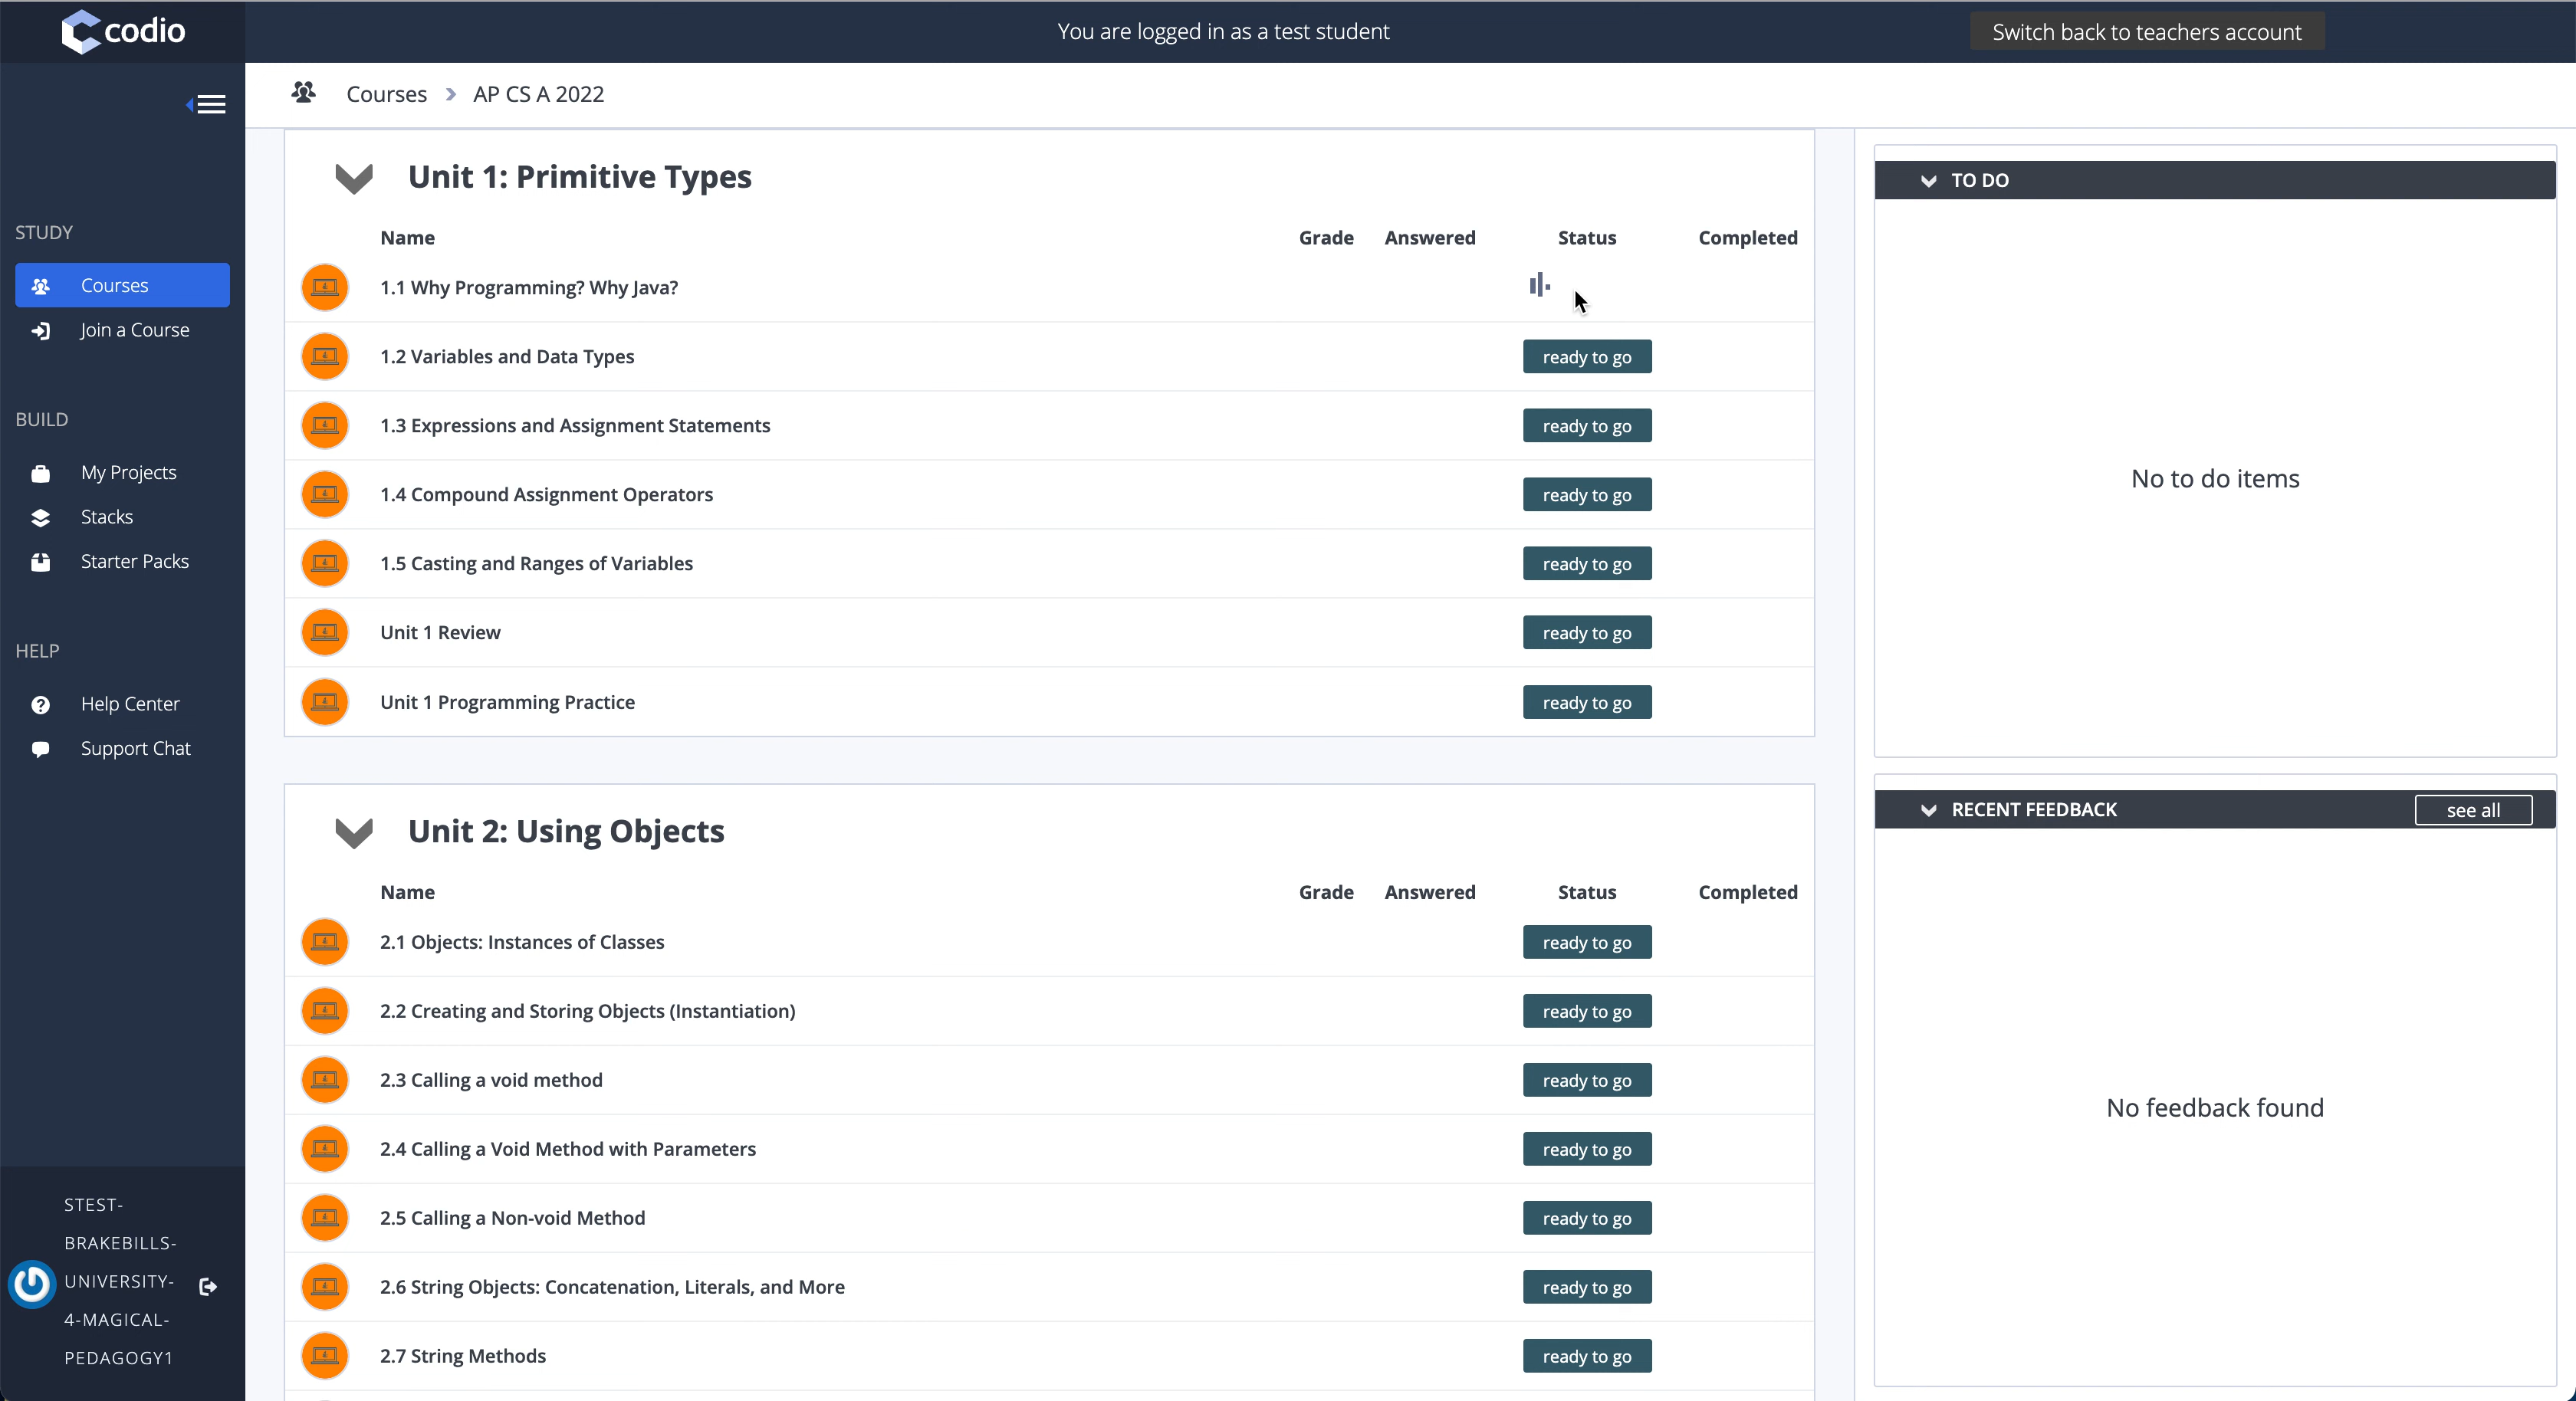 codio
You are logged in as a test student
Switch back to teachers account
Courses > AP CS A 2022
STUDY
Courses
Join a Course
BUILD
My Projects
Stacks
Starter Packs
HELP
Help Center
Support Chat
STEST-
BRAKEBILLS-
UNIVERSITY-
4-MAGICAL-
PEDAGOGY1
Unit 1: Primitive Types
Name Grade Answered Status Completed
1.1 Why Programming? Why Java?
1.2 Variables and Data Types ready to go
1.3 Expressions and Assignment Statements ready to go
1.4 Compound Assignment Operators ready to go
1.5 Casting and Ranges of Variables ready to go
Unit 1 Review ready to go
Unit 1 Programming Practice ready to go
Unit 2: Using Objects
Name Grade Answered Status Completed
2.1 Objects: Instances of Classes ready to go
2.2 Creating and Storing Objects (Instantiation) ready to go
2.3 Calling a void method ready to go
2.4 Calling a Void Method with Parameters ready to go
2.5 Calling a Non-void Method ready to go
2.6 String Objects: Concatenation, Literals, and More ready to go
2.7 String Methods ready to go
TO DO
No to do items
RECENT FEEDBACK see all
No feedback found